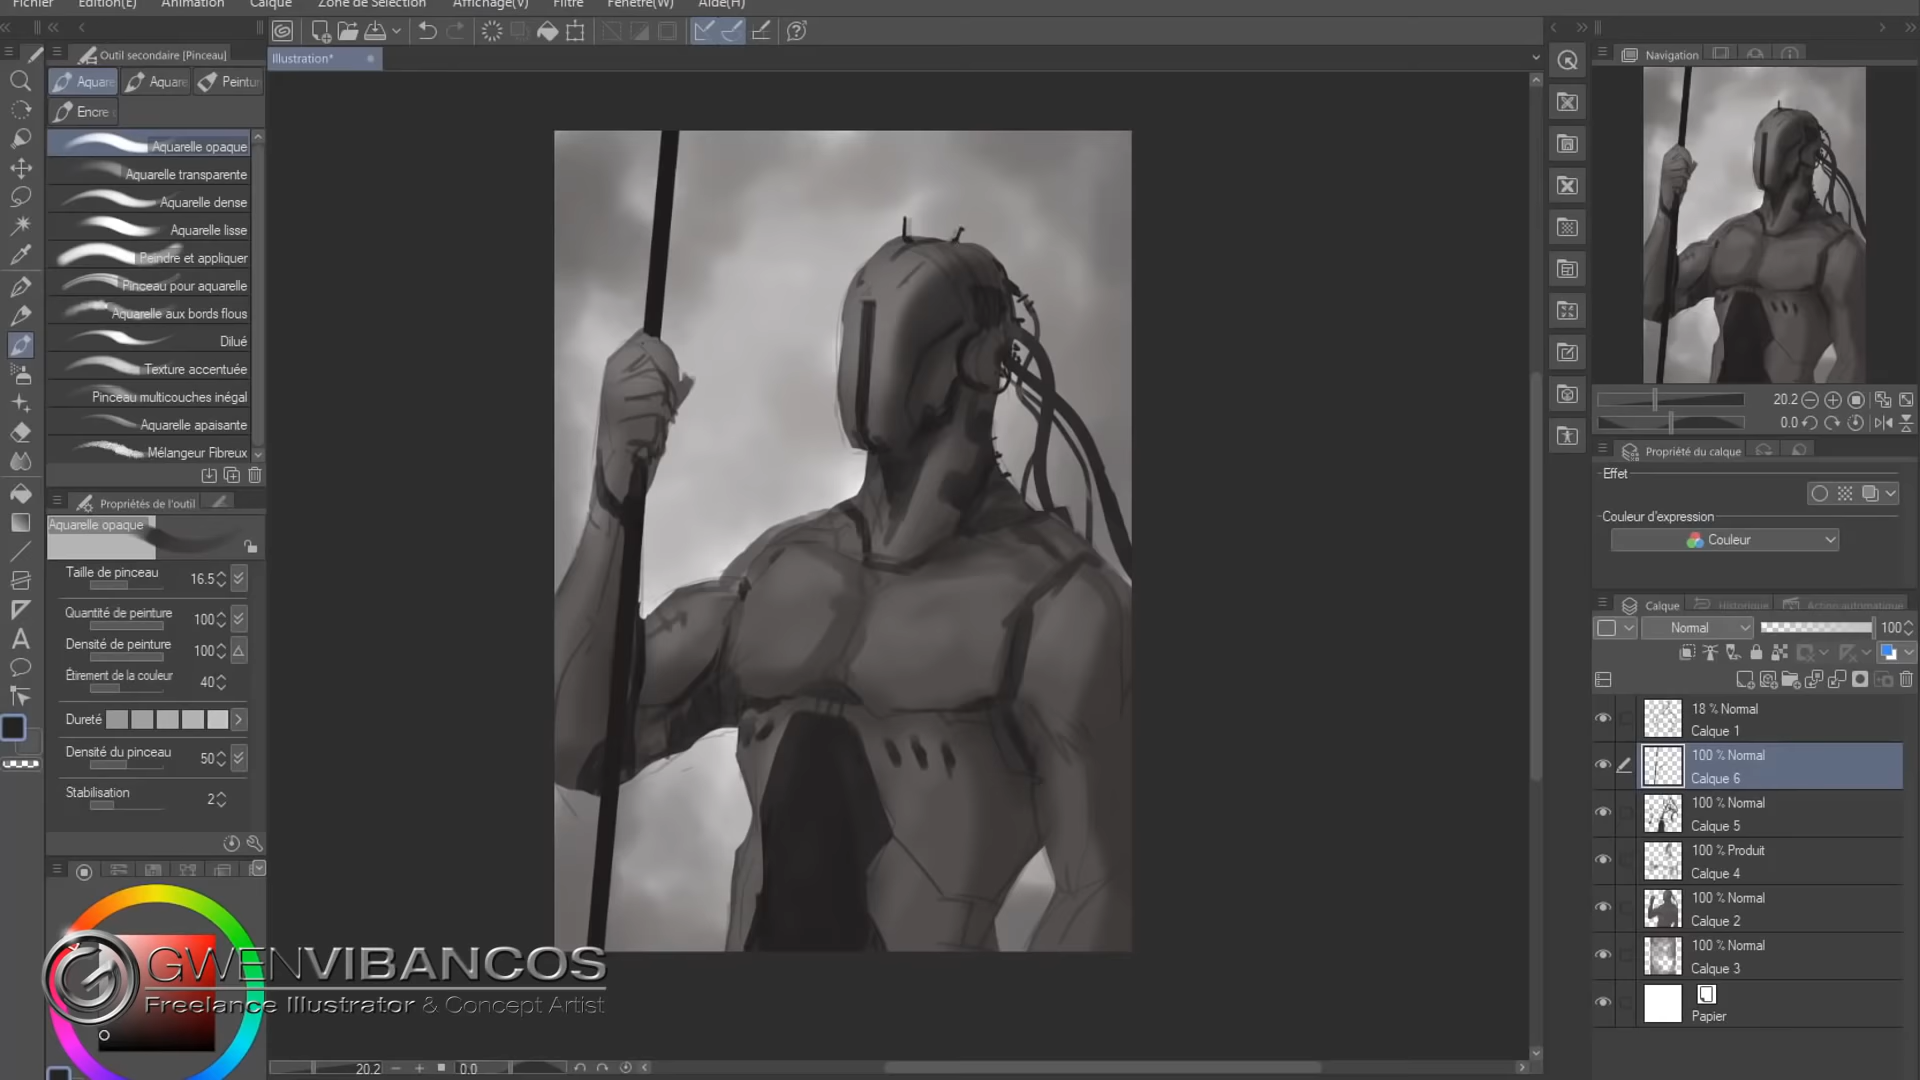 Fichier Edition(E) Animation Calque Zone de Sélection Affichage(V) Filtre Fenêtre(W) Aide(H)
Outil secondaire [Pinceau]
Aquare Aquare Peintur
Encre
Aquarelle opaque
Aquarelle transparente
Aquarelle dense
Aquarelle lisse
Peindre et appliquer
Pinceau pour aquarelle
Aquarelle aux bords flous
Dilué
Texture accentuée
Pinceau multicouches inégal
Aquarelle apaisante
Mélangeur Fibreux
Propriétés de l'outil
Aquarelle opaque
Taille de pinceau 16.5
Quantité de peinture 100
Densité de peinture 100
Étirement de la couleur 40
Dureté
Densité du pinceau 50
Stabilisation 2
GWENVIBANCOS
Freelance Illustrator & Concept Artist
Illustration*
20.2 0.0
Navigation
20.2
0.0
Propriété du calque
Effet
Couleur d'expression
Couleur
Calque Historique Action automatique
Normal 100
18 % Normal
Calque 1
100 % Normal
Calque 6
100 % Normal
Calque 5
100 % Produit
Calque 4
100 % Normal
Calque 2
100 % Normal
Calque 3
Papier